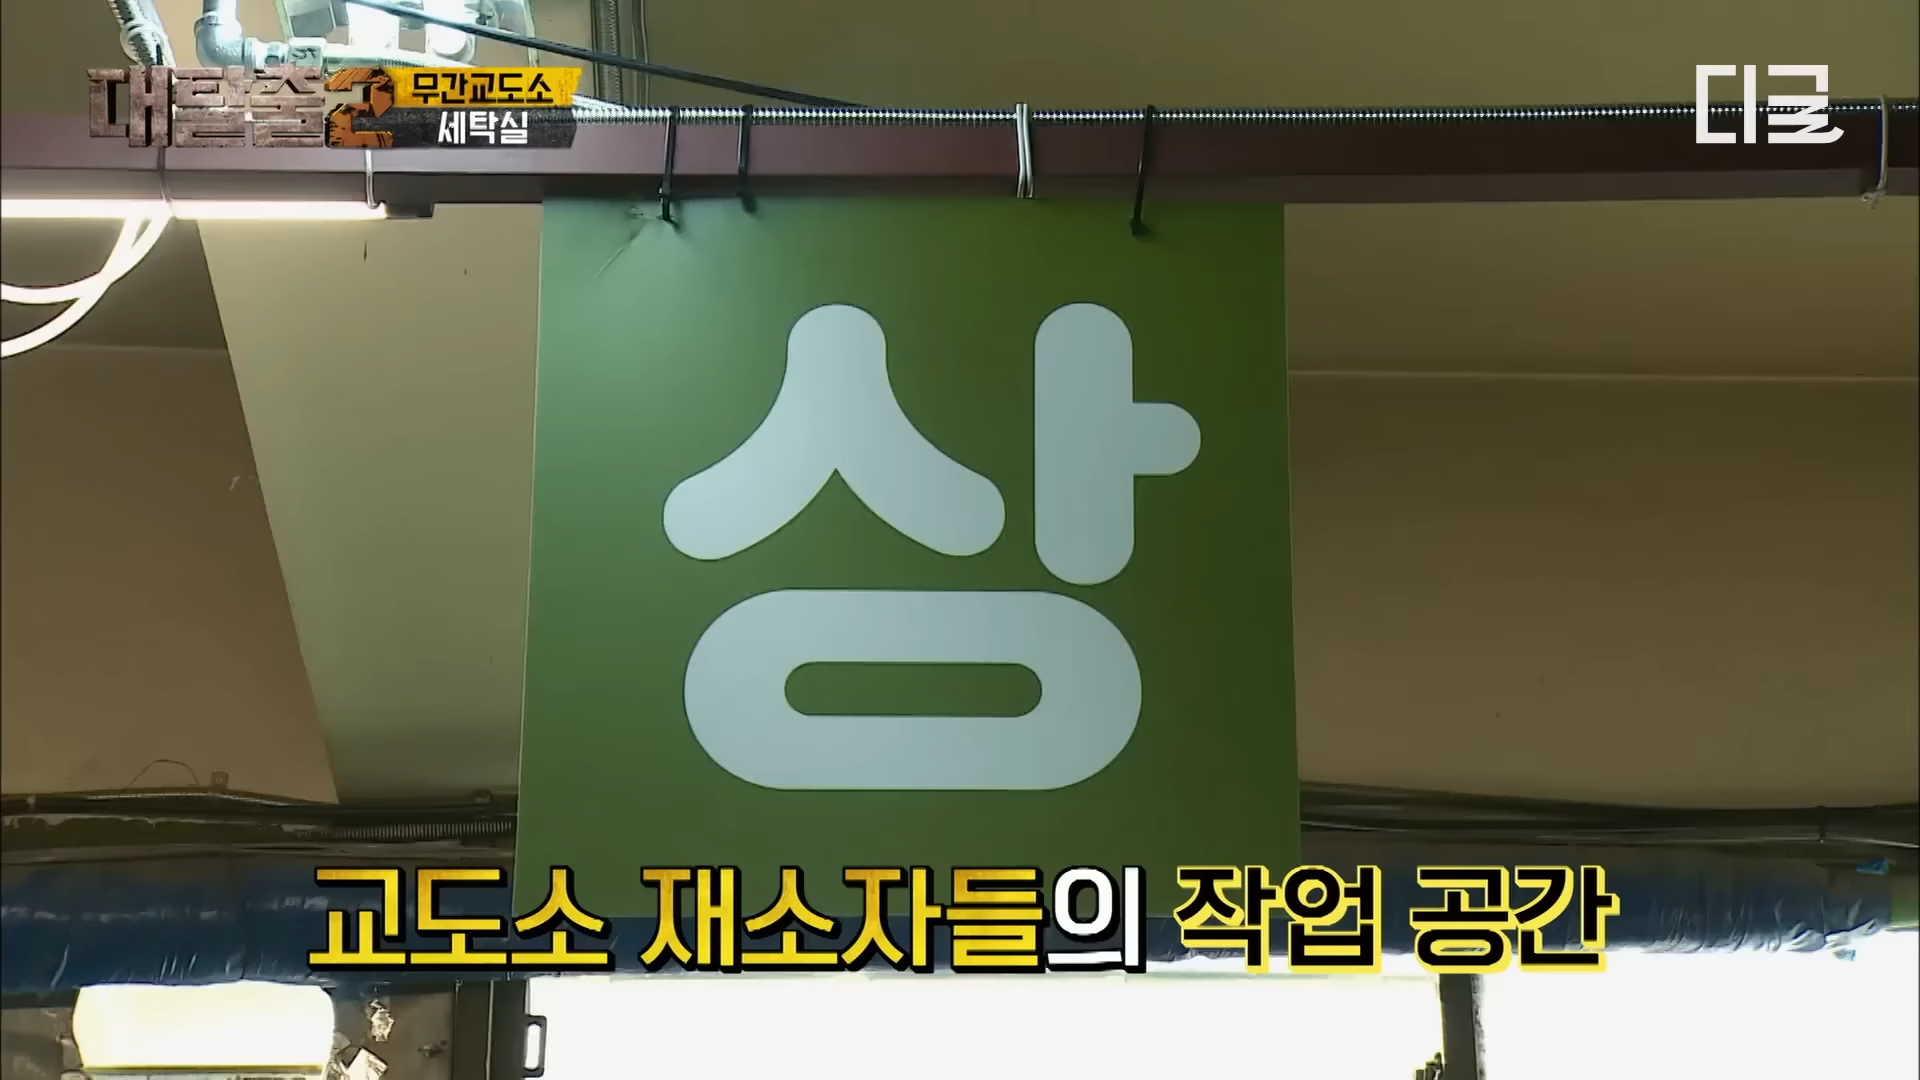 대탈출2 무간교도소
세탁실
디글
상
교도소 재소자들의 작업 공간